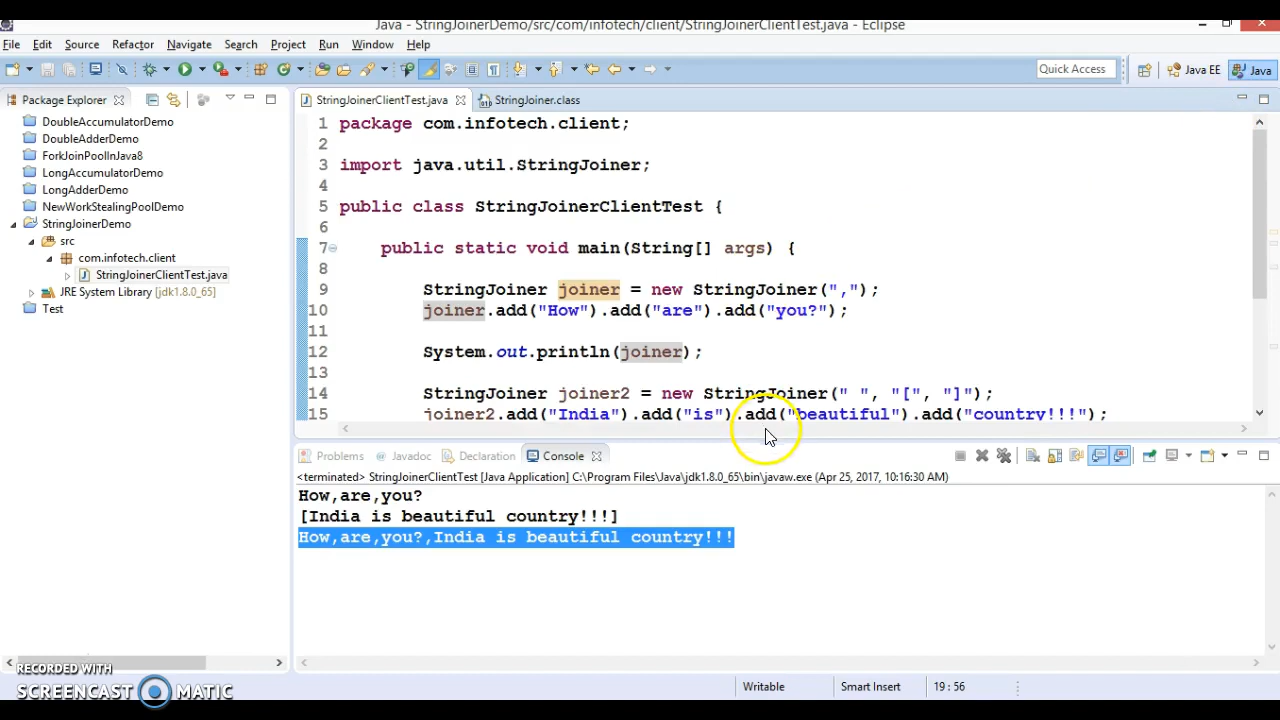 Java - StringJoinerDemo/src/com/infotech/client/StringJoinerClientTest.java - Eclipse
File Edit Source Refactor Navigate Search Project Run Window Help
Quick Access Java EE Java
Package Explorer
DoubleAccumulatorDemo
DoubleAdderDemo
ForkJoinPoolInJava8
LongAccumulatorDemo
LongAdderDemo
NewWorkStealingPoolDemo
StringJoinerDemo
src
com.infotech.client
StringJoinerClientTest.java
JRE System Library [jdk1.8.0_65]
Test
StringJoinerClientTest.java StringJoiner.class
1 package com.infotech.client;
2
3 import java.util.StringJoiner;
4
5 public class StringJoinerClientTest {
6
7 public static void main(String[] args) {
8
9 StringJoiner joiner = new StringJoiner(",");
10 joiner.add("How").add("are").add("you?");
11
12 System.out.println(joiner);
13
14 StringJoiner joiner2 = new StringJoiner(" ", "[", "]");
15 joiner2.add("India").add("is").add("beautiful").add("country!!!");
Problems Javadoc Declaration Console
<terminated> StringJoinerClientTest [Java Application] C:\Program Files\Java\jdk1.8.0_65\bin\javaw.exe (Apr 25, 2017, 10:16:30 AM)
How,are,you?
[India is beautiful country!!!]
How,are,you?,India is beautiful country!!!
RECORDED WITH
SCREENCAST MATIC
Writable Smart Insert 19 : 56